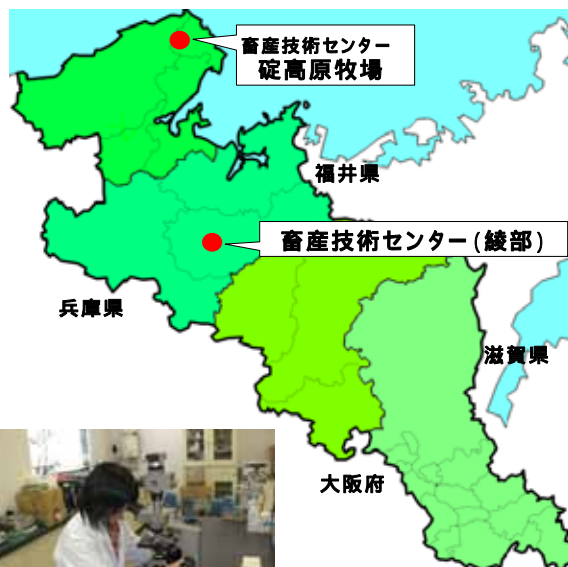 畜産技術センター
碇高原牧場
福井県
畜産技術センター(綾部)
兵庫県
滋賀県
大阪府